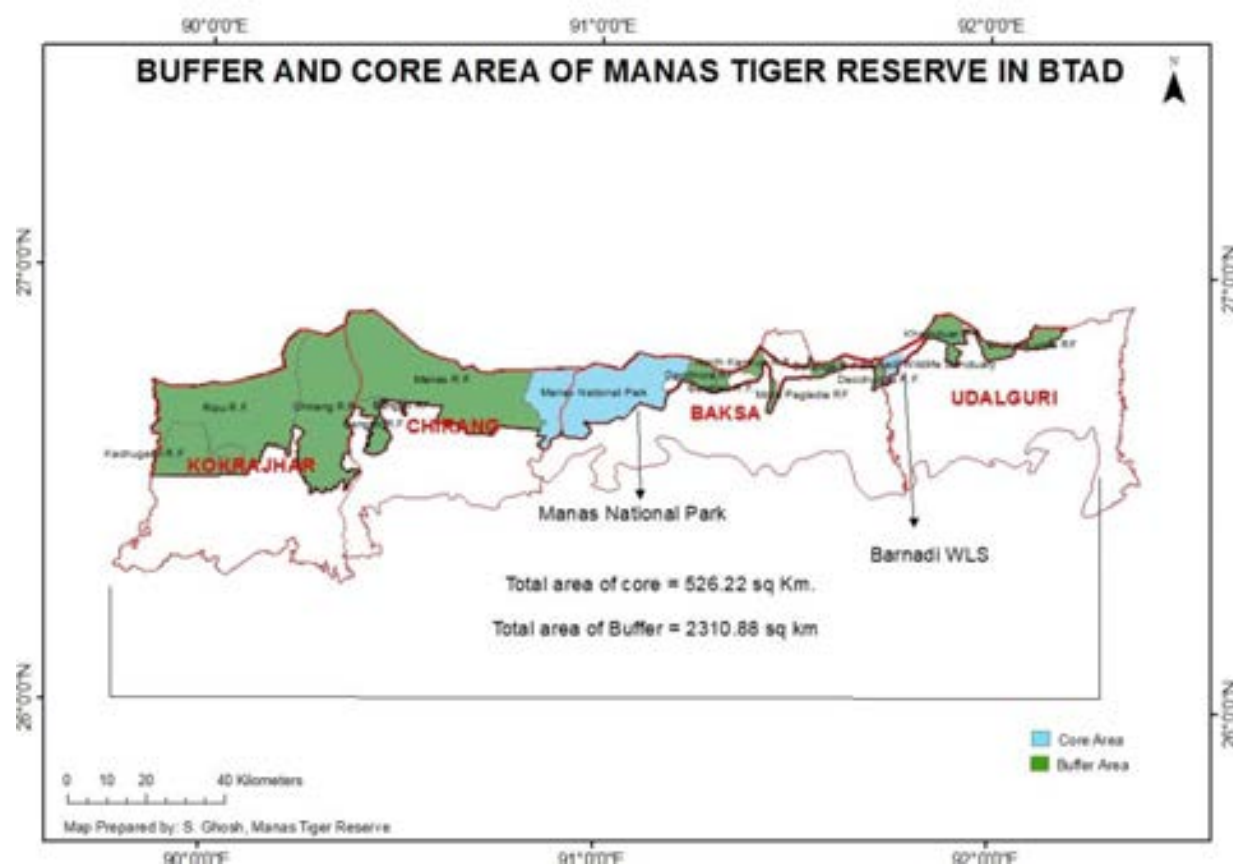 90°0'0"E
91°0'0"E
92°0'0"E
BUFFER AND CORE AREA OF MANAS TIGER RESERVE IN BTAD
27°0'0"N
27°0'0"N
Manas R.F
Manas National Park
Ripu R.F
Chirang R.F
Pagladia RF
BAKSA
UDALGURI
CHIRANG
KOKRAJHAR
Manas National Park
Barnadi WLS
Total area of core = 526.22 sq Km.
Total area of Buffer = 2310.88 sq km
26°0'0"N
26°0'0"N
Core Area
Buffer Area
0 10 20 40 Kilometers
Map Prepared by: S. Ghosh, Manas Tiger Reserve
90°0'0"E
91°0'0"E
92°0'0"E